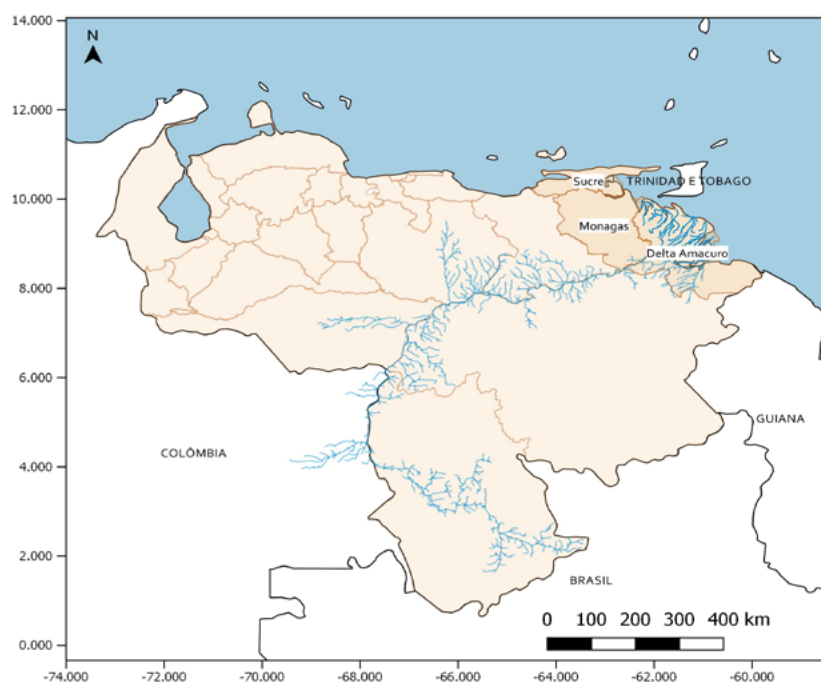 14.000
N
12.000
10.000
Sucre
TRINIDAD E TOBAGO
Monagas
Delta Amacuro
8.000
6.000
GUIANA
COLÔMBIA
4.000
2.000
BRASIL
0 100 200 300 400 km
0.000
-74.000 -72.000 -70.000 -68.000 -66.000 -64.000 -62.000 -60.000